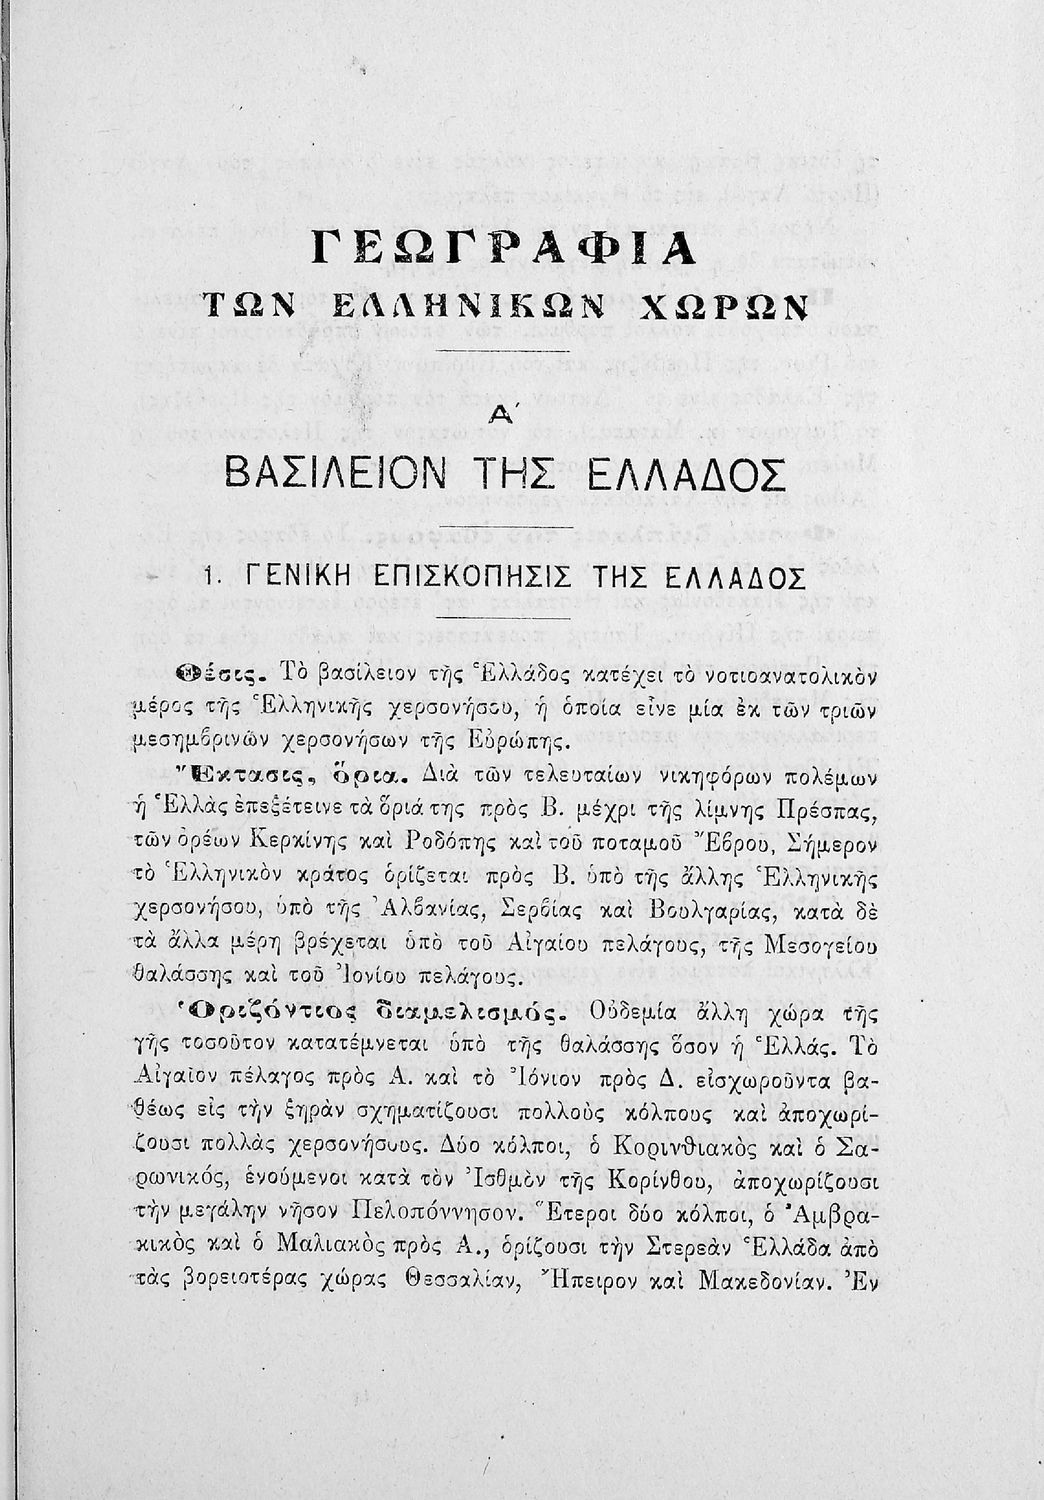 ΓΕΩΓΡΑΦΙΑ
ΤΩΝ ΕΛΛΗΝΙΚΩΝ ΧΩΡΩΝ
Α΄
ΒΑΣΙΛΕΙΟΝ ΤΗΣ ΕΛΛΑΔΟΣ
1. ΓΕΝΙΚΗ ΕΠΙΣΚΟΠΗΣΙΣ ΤΗΣ ΕΛΛΑΔΟΣ
Θέσις. Τὸ βασίλειον τῆς Ἑλλάδος κατέχει τὸ νοτιοανατολικὸν
μέρος τῆς Ἑλληνικῆς χερσονήσου, ἡ ὁποία εἶνε μία ἐκ τῶν τριῶν
μεσημβρινῶν χερσονήσων τῆς Εὐρώπης.
Ἔκτασις, ὅρια. Διὰ τῶν τελευταίων νικηφόρων πολέμων
ἡ Ἑλλὰς ἐπεξέτεινε τὰ ὅριά της πρὸς Β. μέχρι τῆς λίμνης Πρέσπας,
τῶν ὀρέων Κερκίνης καὶ Ροδόπης καὶ τοῦ ποταμοῦ Ἔβρου, Σήμερον
τὸ Ἑλληνικὸν κράτος ὁρίζεται πρὸς Β. ὑπὸ τῆς ἄλλης Ἑλληνικῆς
χερσονήσου, ὑπὸ τῆς Ἀλβανίας, Σερβίας καὶ Βουλγαρίας, κατὰ δὲ
τὰ ἄλλα μέρη βρέχεται ὑπὸ τοῦ Αἰγαίου πελάγους, τῆς Μεσογείου
θαλάσσης καὶ τοῦ Ἰονίου πελάγους.
Ὁριζόντιος διαμελισμός. Οὐδεμία ἄλλη χώρα τῆς
γῆς τοσοῦτον κατατέμνεται ὑπὸ τῆς θαλάσσης ὅσον ἡ Ἑλλάς. Τὸ
Αἰγαῖον πέλαγος πρὸς Α. καὶ τὸ Ἰόνιον πρὸς Δ. εἰσχωροῦντα βα-
θέως εἰς τὴν ξηρὰν σχηματίζουσι πολλοὺς κόλπους καὶ ἀποχωρί-
ζουσι πολλὰς χερσονήσους. Δύο κόλποι, ὁ Κορινθιακὸς καὶ ὁ Σα-
ρωνικός, ἑνούμενοι κατὰ τὸν Ἰσθμὸν τῆς Κορίνθου, ἀποχωρίζουσι
τὴν μεγάλην νῆσον Πελοπόννησον. Ἕτεροι δύο κόλποι, ὁ Ἀμβρα-
κικὸς καὶ ὁ Μαλιακὸς πρὸς Α., ὁρίζουσι τὴν Στερεὰν Ἑλλάδα ἀπὸ
τὰς βορειοτέρας χώρας Θεσσαλίαν, Ἤπειρον καὶ Μακεδονίαν. Ἐν